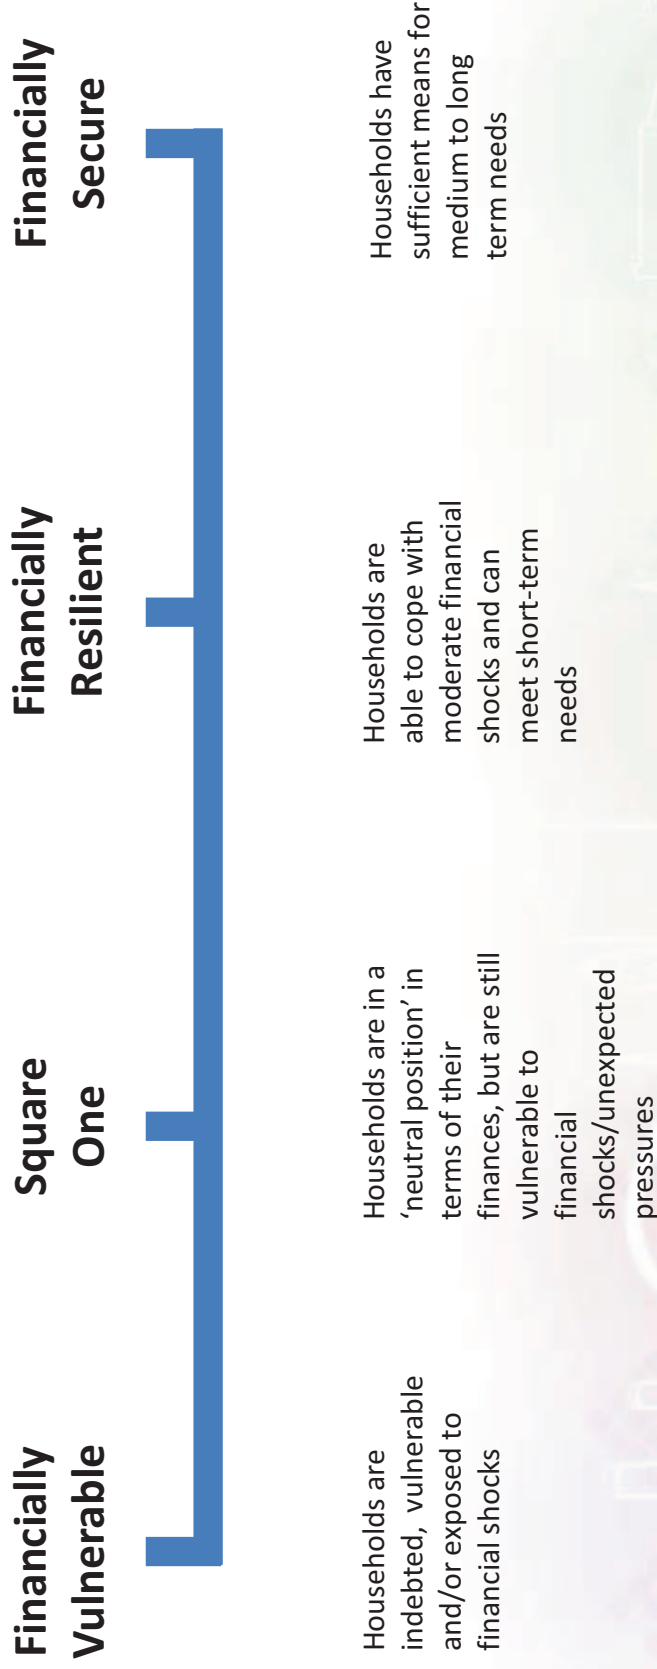 Financially
Vulnerable
Households are
indebted, vulnerable
and/or exposed to
financial shocks
Square
One
Households are in a
‘neutral position’ in
terms of their
finances, but are still
vulnerable to
financial
shocks/unexpected
pressures
Financially
Resilient
Households are
able to cope with
moderate financial
shocks and can
meet short-term
needs
Financially
Secure
Households have
sufficient means for
medium to long
term needs